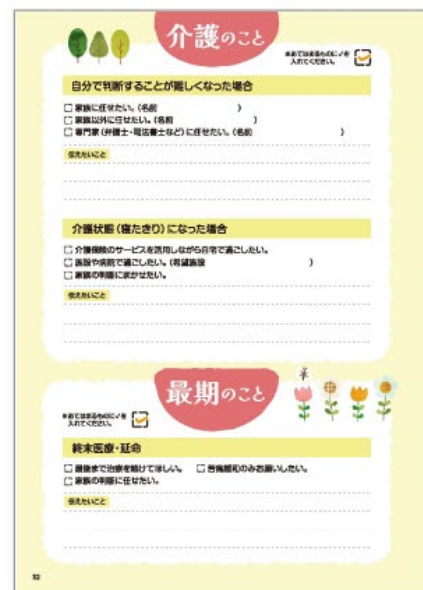 介護のこと
※あてはまるものに✓を
入れてください。
自分で判断することが難しくなった場合
□ 家族に任せたい。(名前　　　　　)
□ 家族以外に任せたい。(名前　　　　　)
□ 専門家(弁護士・司法書士など)に任せたい。(名前　　　　　)
伝えたいこと
介護状態(寝たきり)になった場合
□ 介護保険のサービスを活用しながら自宅で過ごしたい。
□ 施設や病院で過ごしたい。(希望施設　　　　　)
□ 家族の判断にまかせたい。
伝えたいこと
最期のこと
※あてはまるものに✓を
入れてください。
終末医療・延命
□ 最後まで治療を続けてほしい。 □ 苦痛緩和のみお願いしたい。
□ 家族の判断に任せたい。
伝えたいこと